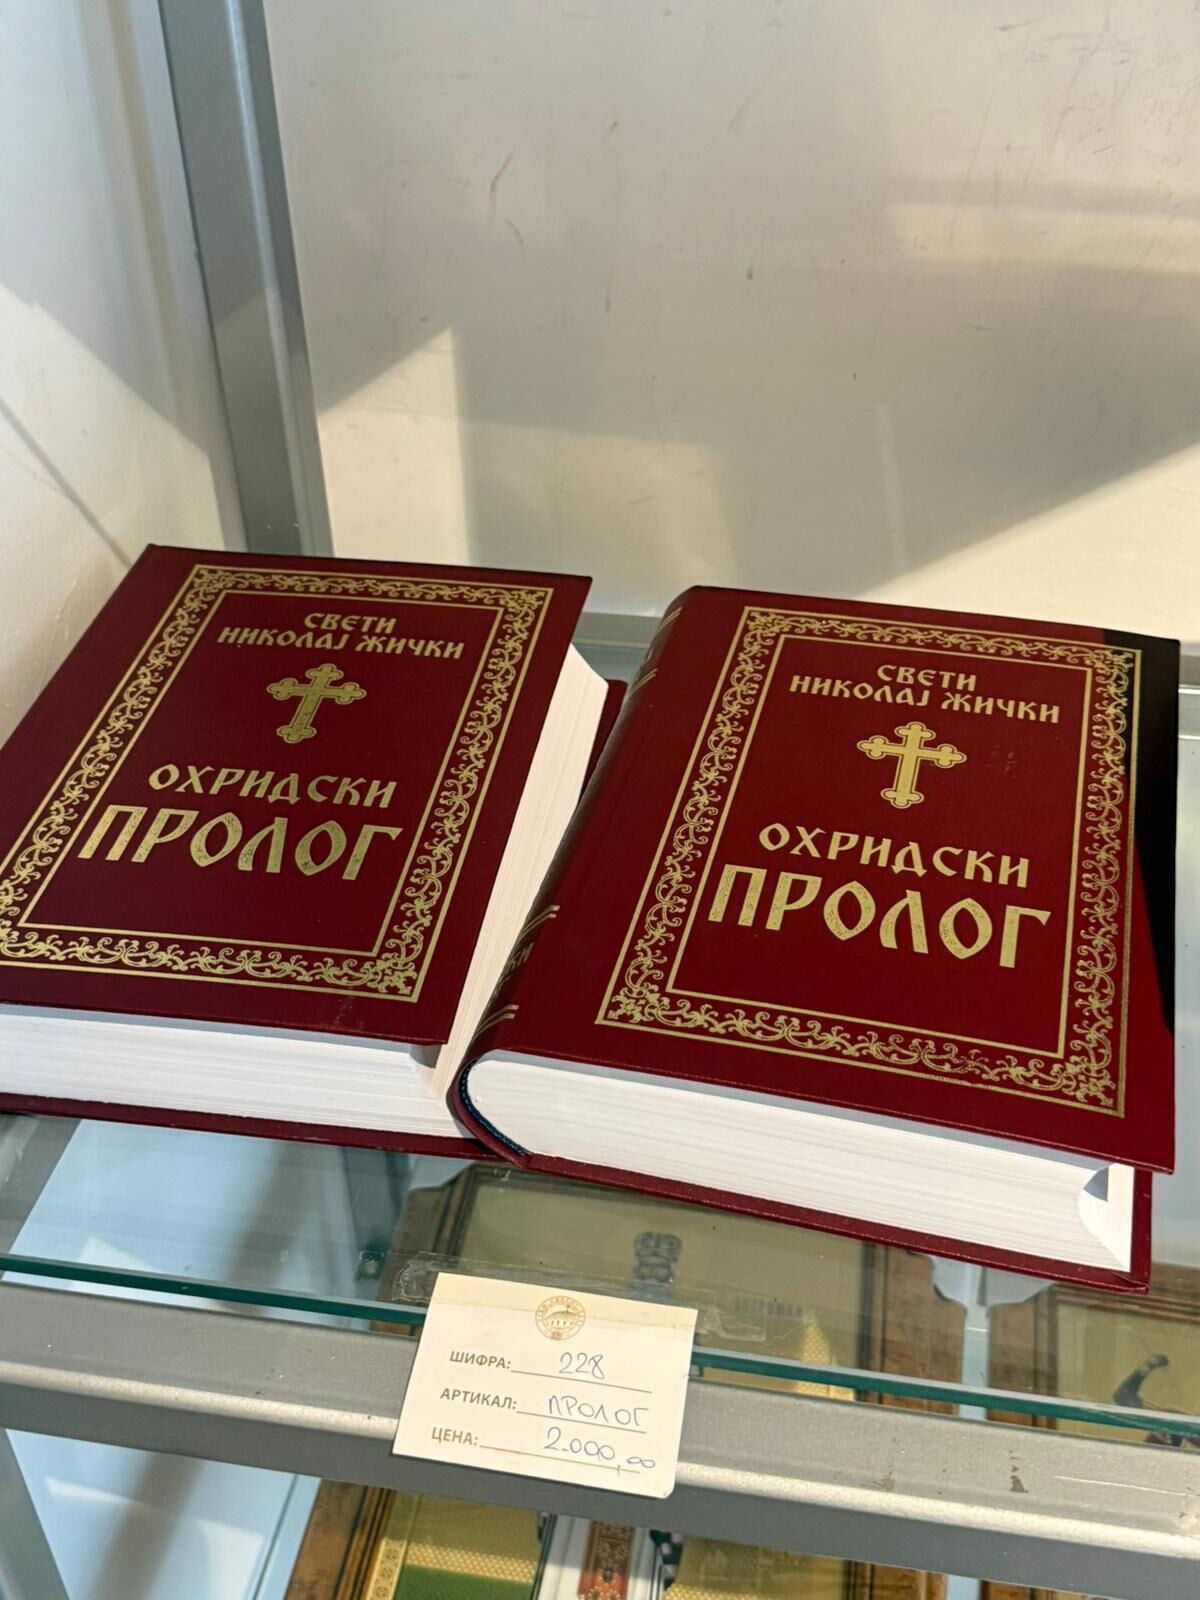 СВЕТИ
НИКОЛАЈ ЖИЧКИ
ОХРИДСКИ
ПРОЛОГ
СВЕТИ
НИКОЛАЈ ЖИЧКИ
ОХРИДСКИ
ПРОЛОГ
ШИФРА: 228
АРТИКАЛ: ПРОЛОГ
ЦЕНА: 2.000,00